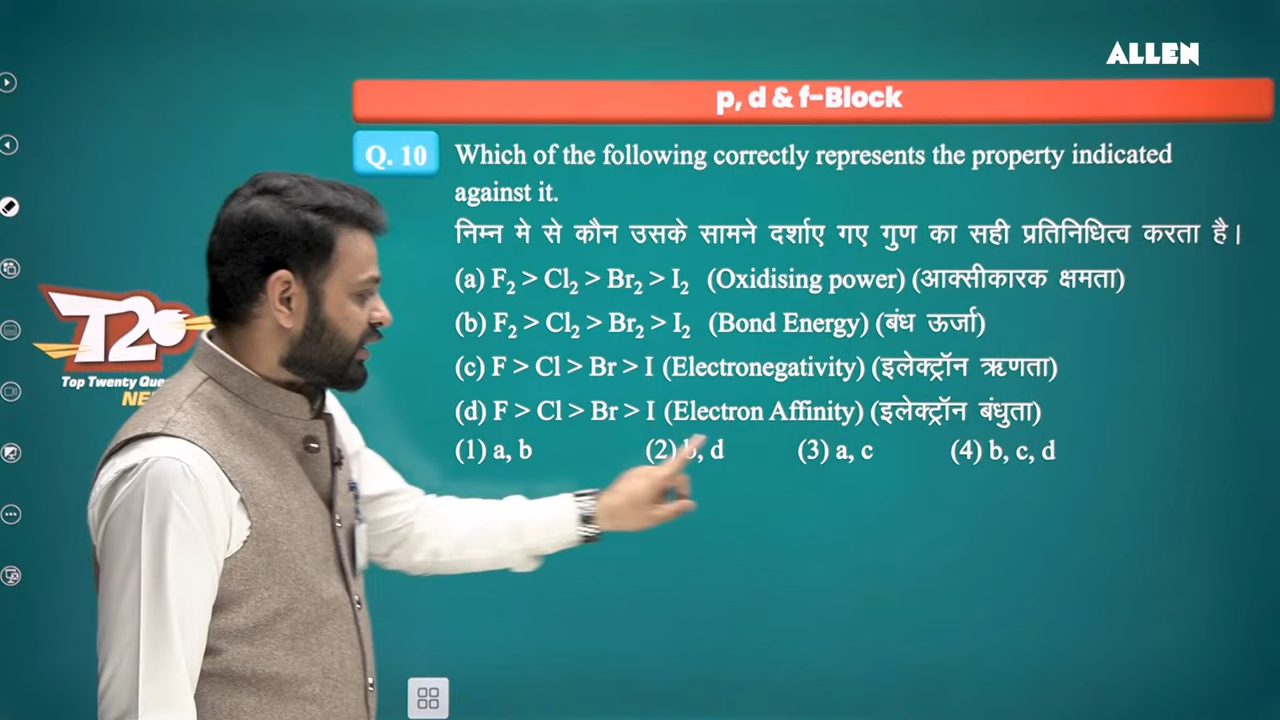 ALLEN
p, d & f-Block
Q. 10 Which of the following correctly represents the property indicated
against it.
निम्न मे से कौन उसके सामने दर्शाए गए गुण का सही प्रतिनिधित्व करता है।
(a) F₂ > Cl₂ > Br₂ > I₂ (Oxidising power) (आक्सीकारक क्षमता)
(b) F₂ > Cl₂ > Br₂ > I₂ (Bond Energy) (बंध ऊर्जा)
(c) F > Cl > Br > I (Electronegativity) (इलेक्ट्रॉन ऋणता)
(d) F > Cl > Br > I (Electron Affinity) (इलेक्ट्रॉन बंधुता)
(1) a, b (2) b, d (3) a, c (4) b, c, d
T20
Top Twenty